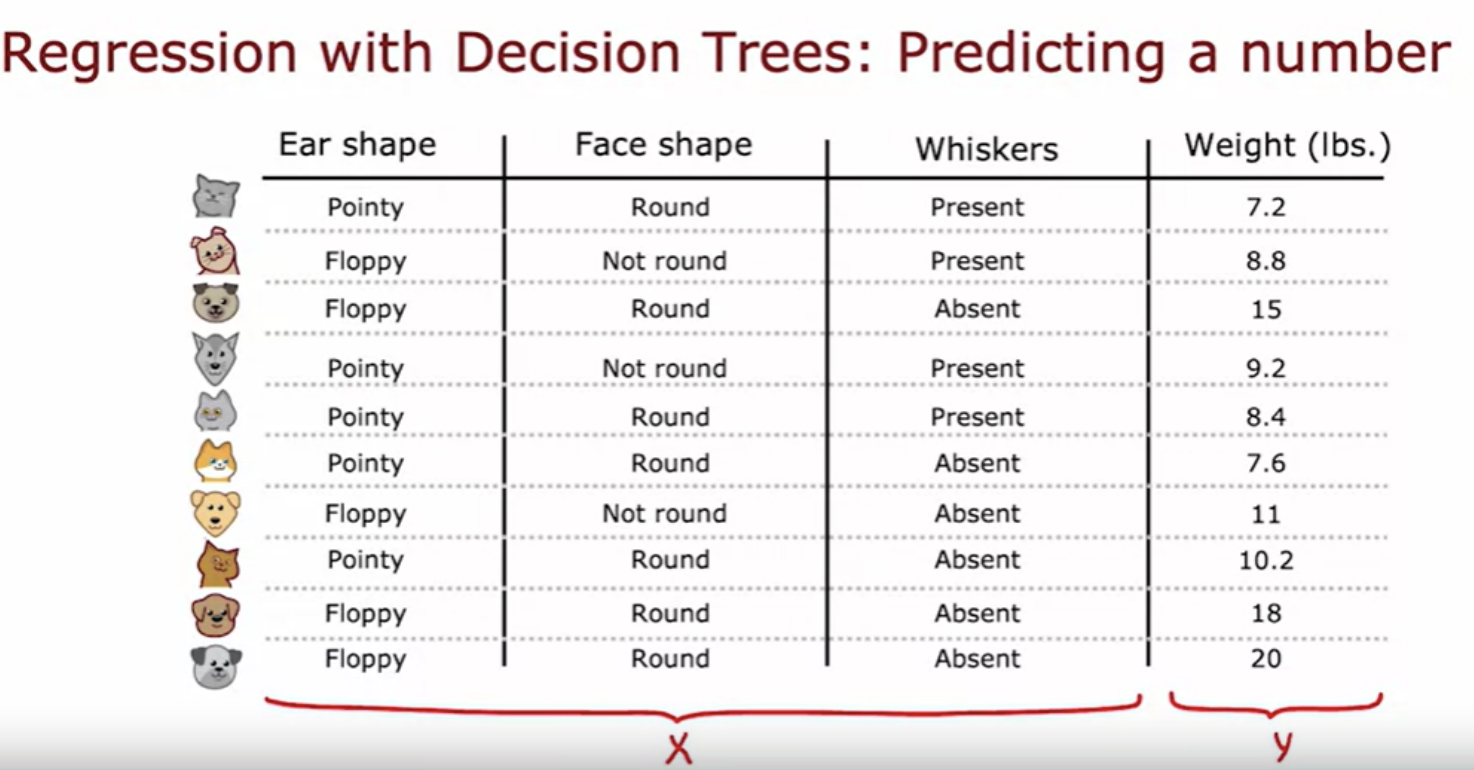 Regression with Decision Trees: Predicting a number
Ear shape Face shape Whiskers Weight (lbs.)
Pointy Round Present 7.2
Floppy Not round Present 8.8
Floppy Round Absent 15
Pointy Not round Present 9.2
Pointy Round Present 8.4
Pointy Round Absent 7.6
Floppy Not round Absent 11
Pointy Round Absent 10.2
Floppy Round Absent 18
Floppy Round Absent 20
X y